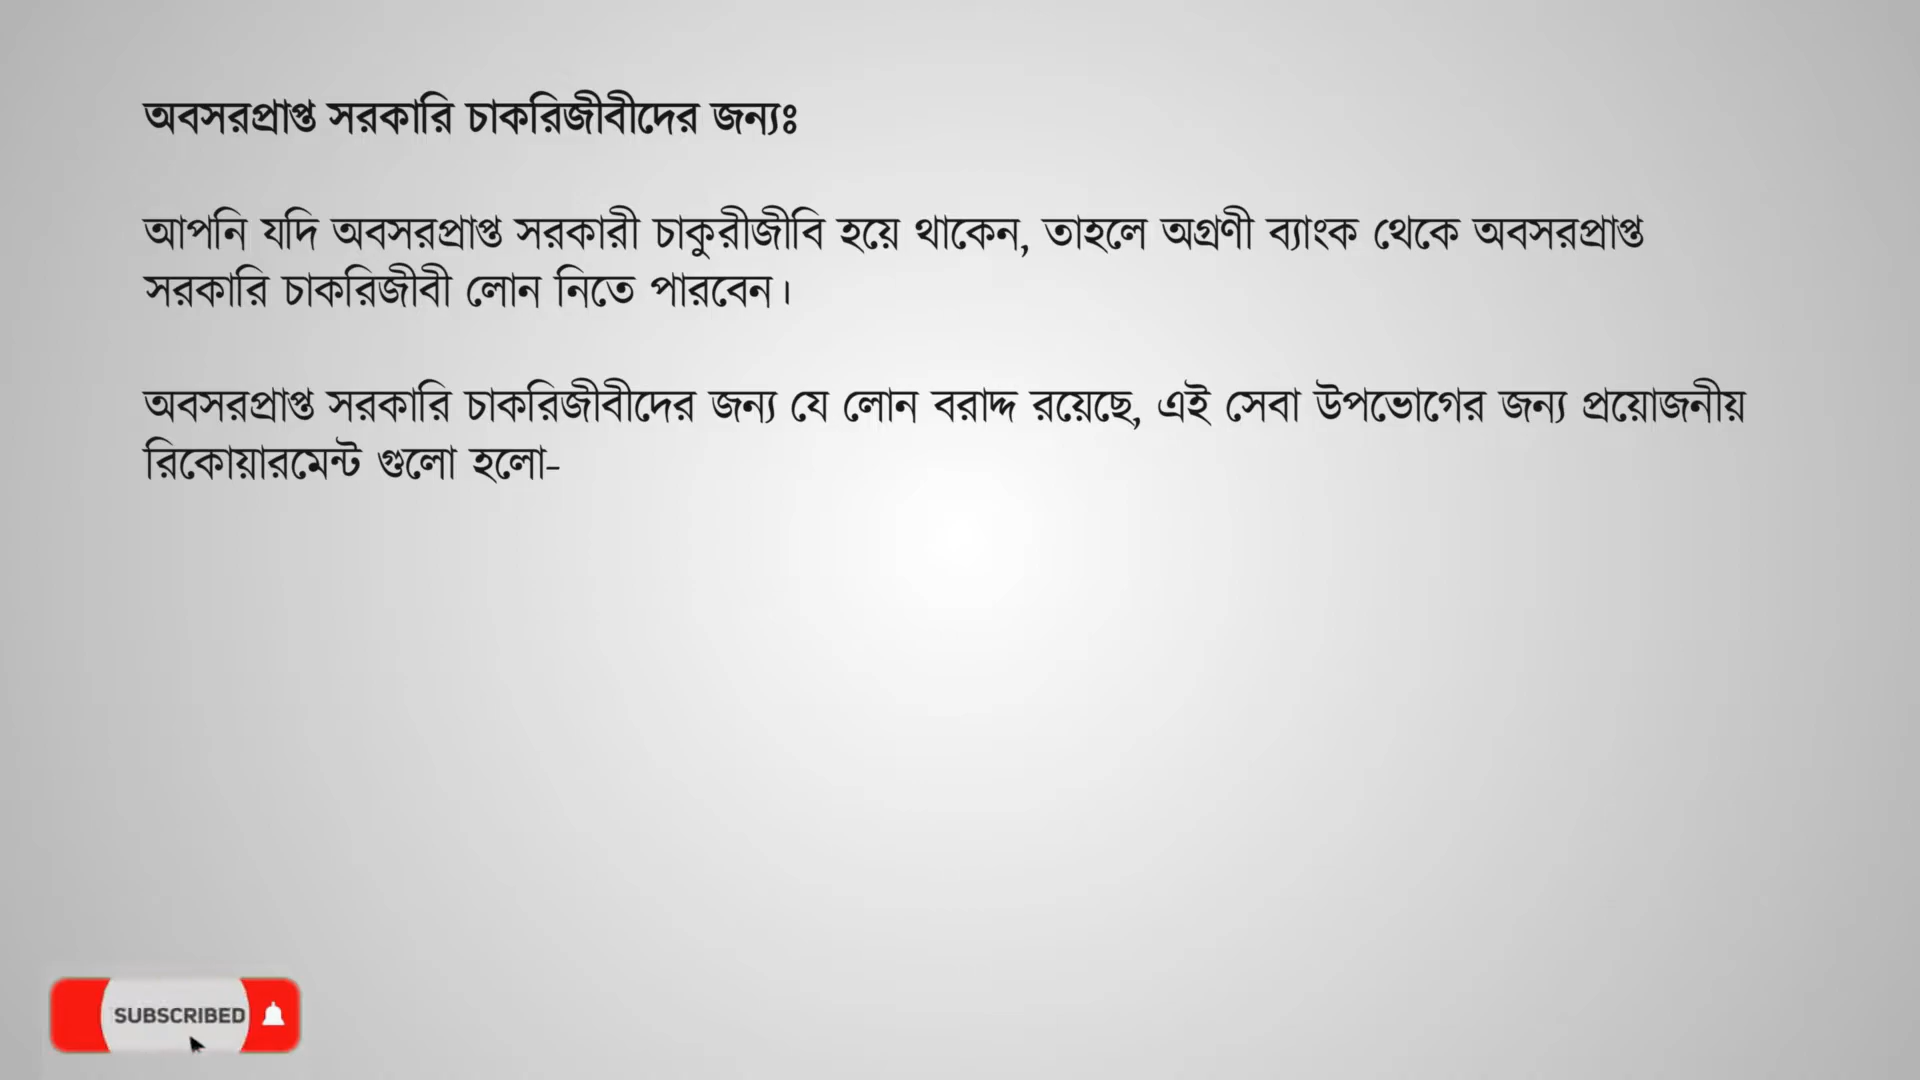 অবসরপ্রাপ্ত সরকারি চাকরিজীবীদের জন্যঃ
আপনি যদি অবসরপ্রাপ্ত সরকারী চাকুরীজীবি হয়ে থাকেন, তাহলে অগ্রণী ব্যাংক থেকে অবসরপ্রাপ্ত
সরকারি চাকরিজীবী লোন নিতে পারবেন।
অবসরপ্রাপ্ত সরকারি চাকরিজীবীদের জন্য যে লোন বরাদ্দ রয়েছে, এই সেবা উপভোগের জন্য প্রয়োজনীয়
রিকোয়ারমেন্ট গুলো হলো-
SUBSCRIBED